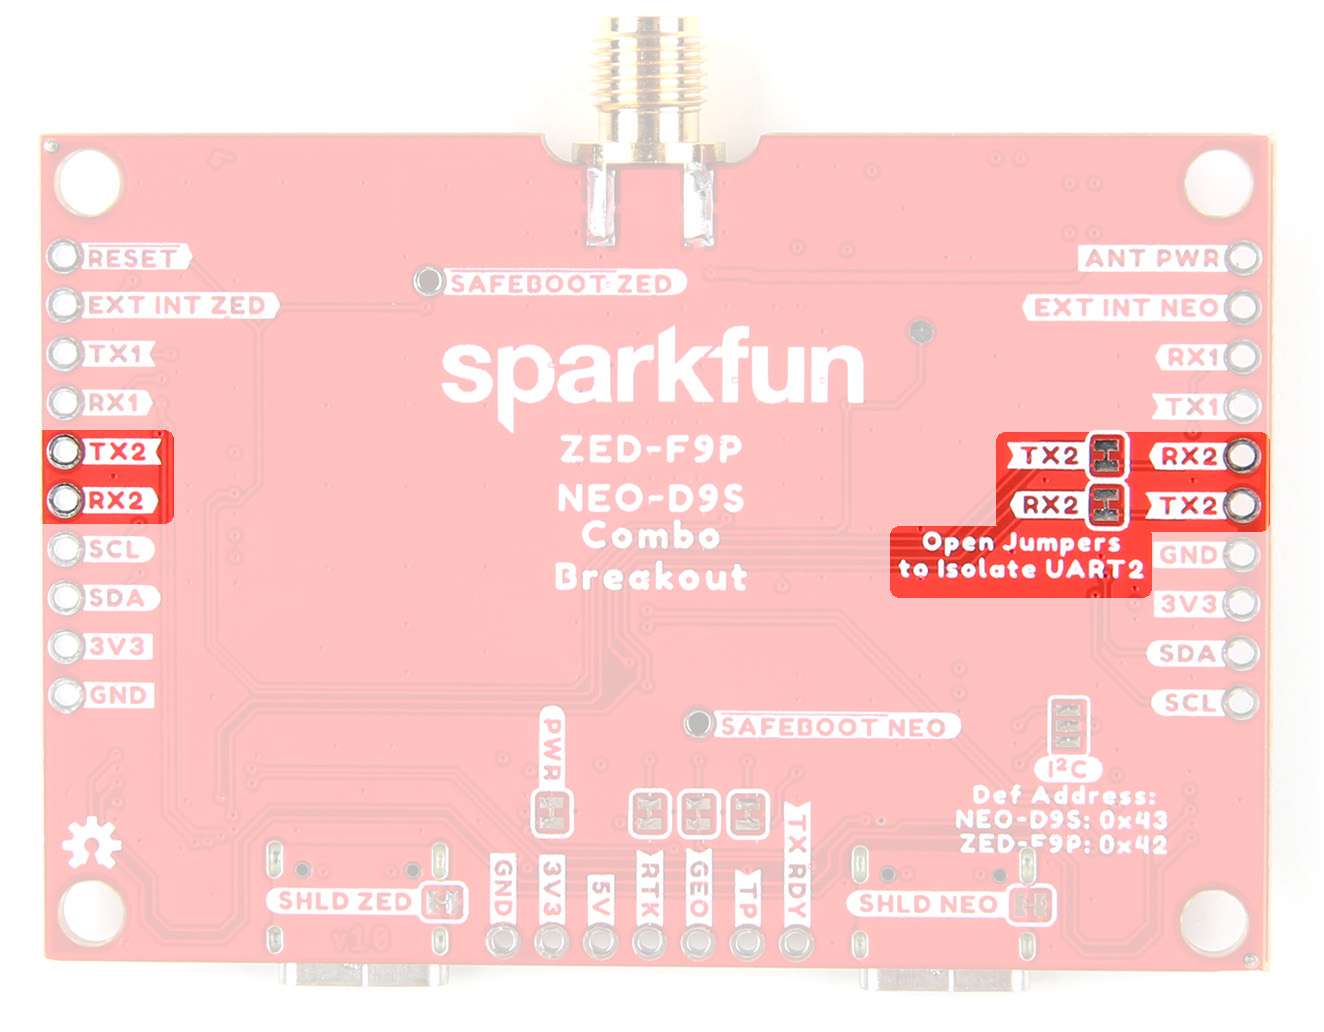 RESET
EXT INT ZED
TX1
RX1
TX2
RX2
SCL
SDA
3V3
GND
SAFEBOOT ZED
sparkfun
ZED-F9P
NEO-D9S
Combo
Breakout
ANT PWR
EXT INT NEO
RX1
TX1
TX2 RX2
RX2 TX2
Open Jumpers
to Isolate UART2
GND
3V3
SDA
SCL
SAFEBOOT NEO
I²C
Def Address:
NEO-D9S: 0x43
ZED-F9P: 0x42
PWR
SHLD ZED
v10
GND
3V3
5V
RTK
GEO
TP
TX RDY
SHLD NEO